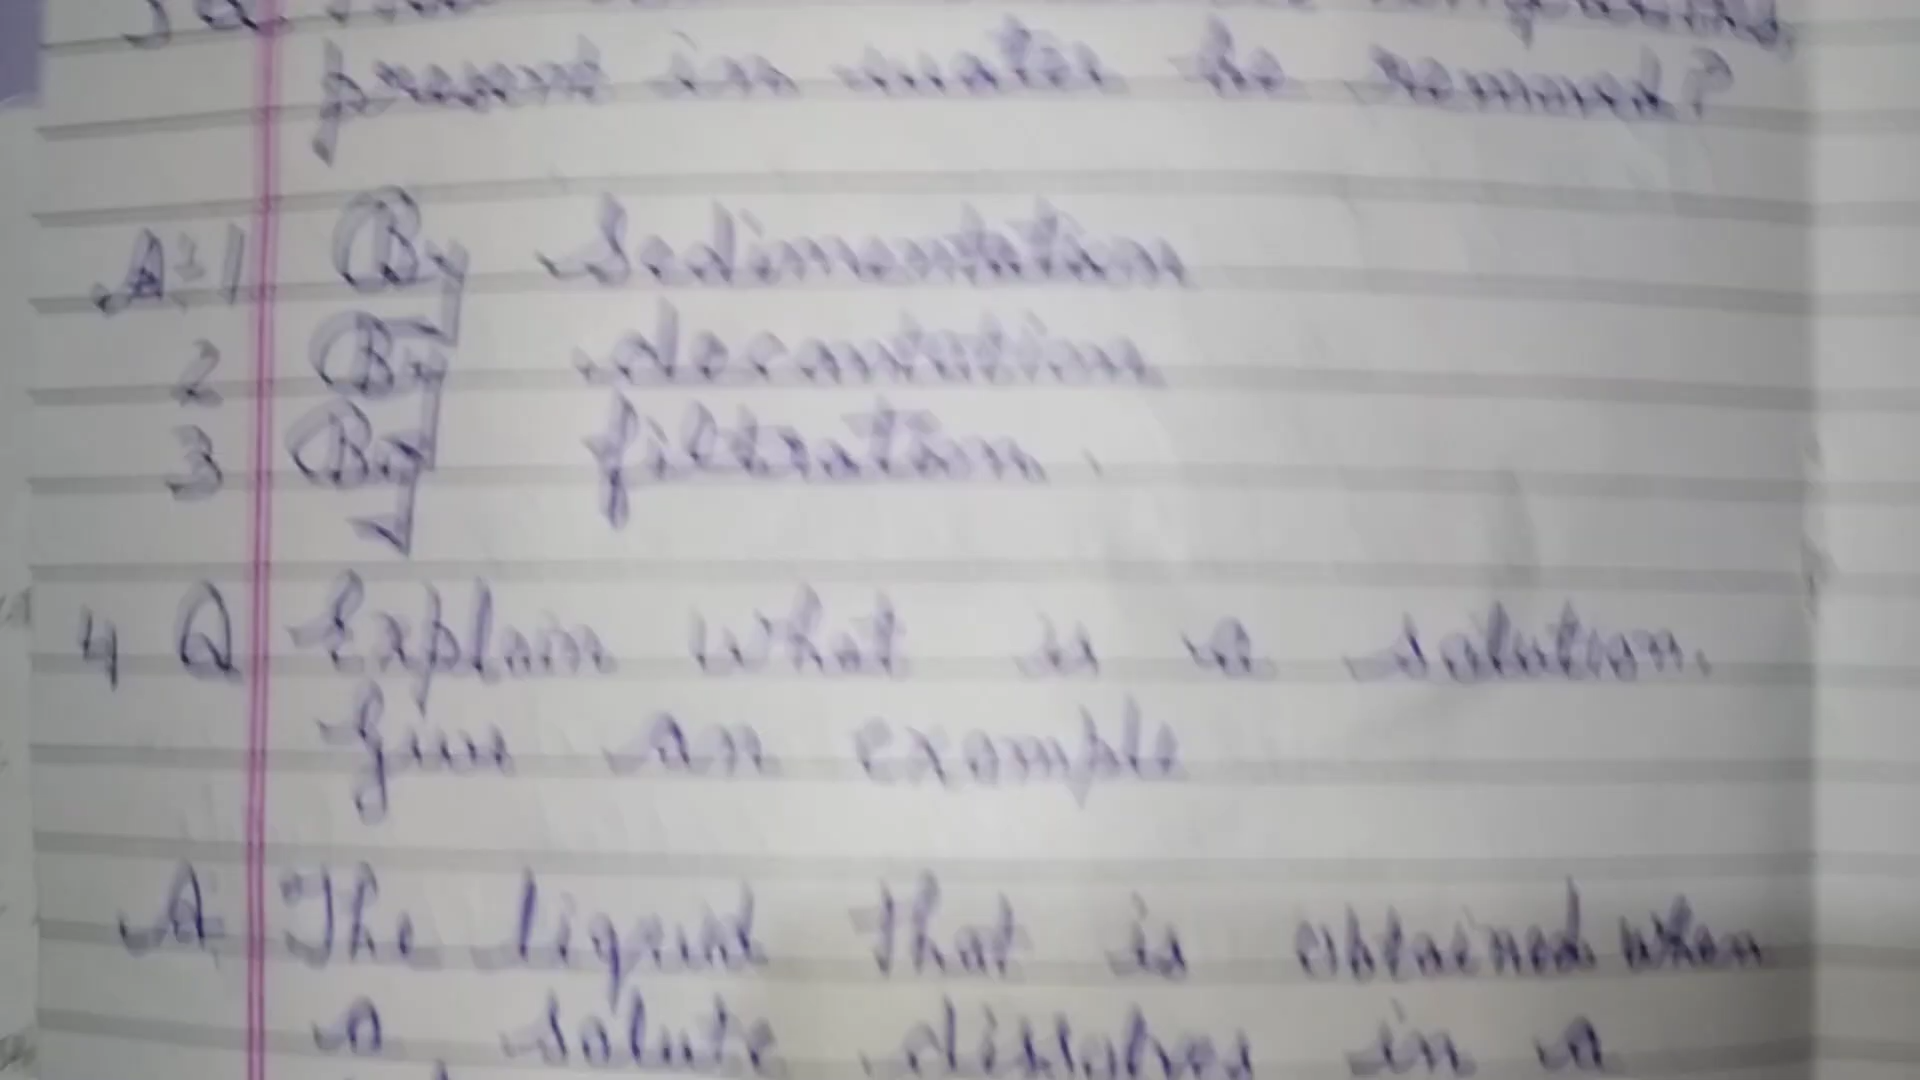 present in water be removed?
A:1 By Sedimentation
2 By decantation
3 By filtration.
4 Q Explain what is a solution.
Give an example
A The liquid that is obtained when
a solute dissolves in a